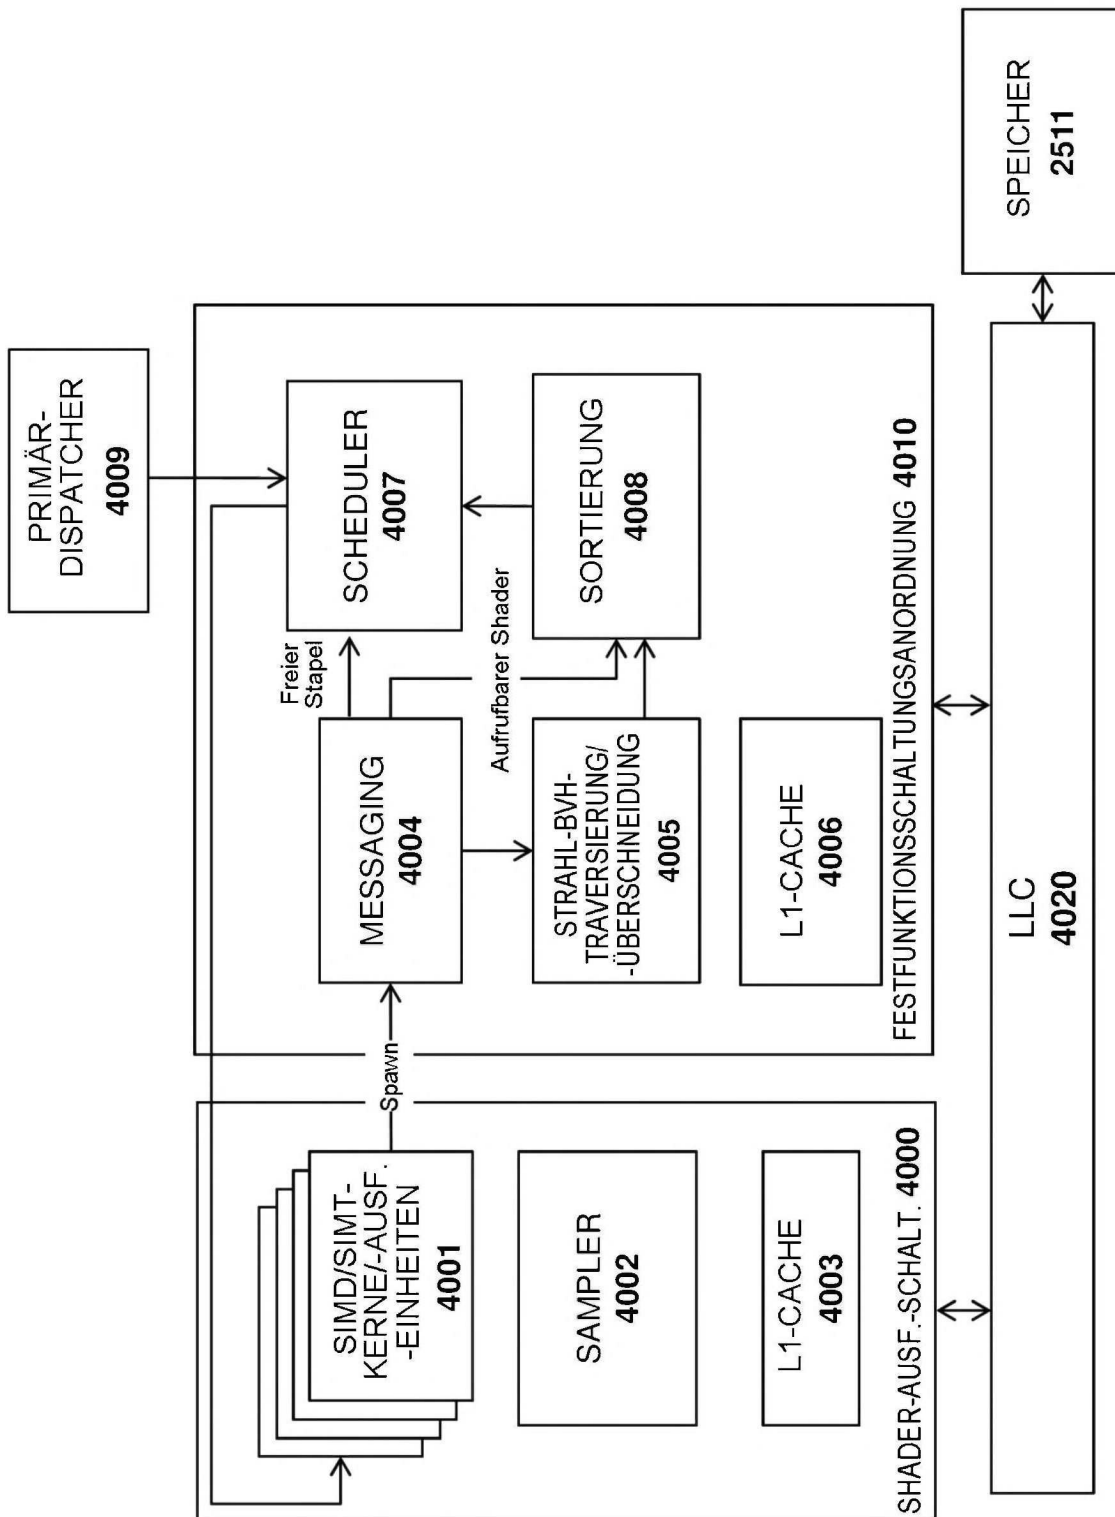 PRIMÄR-
DISPATCHER
4009
SIMD/SIMT-
KERNE/-AUSF.
-EINHEITEN
4001
Spawn
MESSAGING
4004
Freier
Stapel
SCHEDULER
4007
Aufrufbarer Shader
SAMPLER
4002
STRAHL-BVH-
TRAVERSIERUNG/
-ÜBERSCHNEIDUNG
4005
SORTIERUNG
4008
L1-CACHE
4003
L1-CACHE
4006
SHADER-AUSF.-SCHALT. 4000
FESTFUNKTIONSSCHALTUNGSANORDNUNG 4010
LLC
4020
SPEICHER
2511